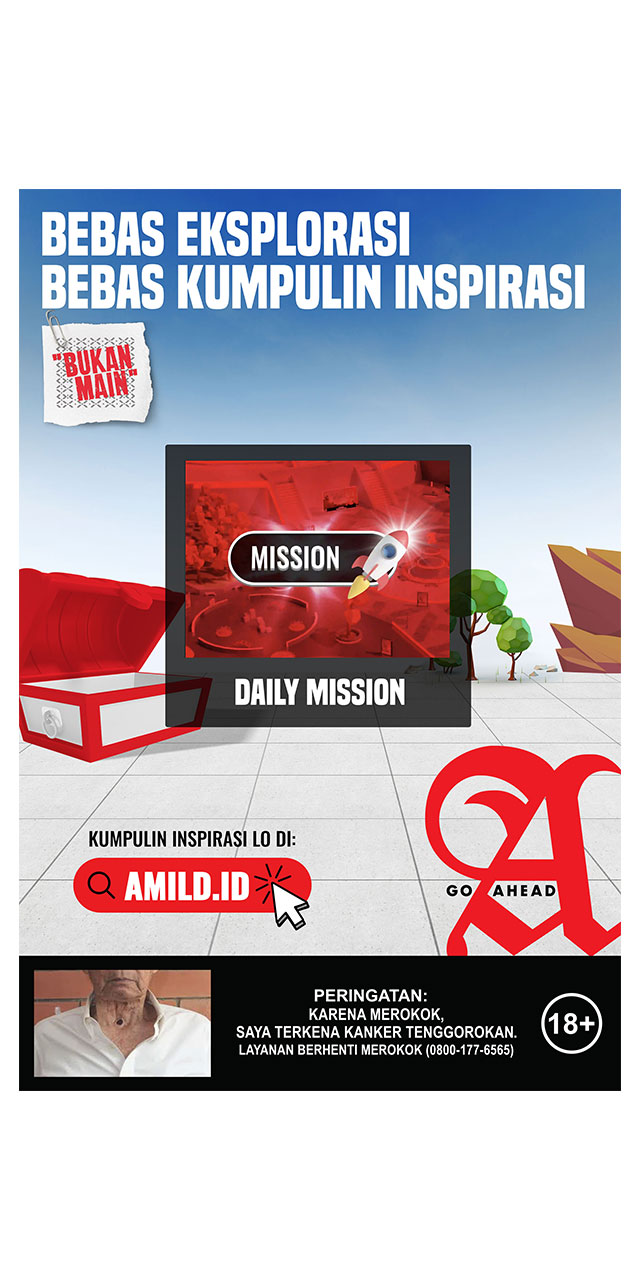 BEBAS EKSPLORASI
BEBAS KUMPULIN INSPIRASI
"BUKAN
MAIN"
MISSION
DAILY MISSION
KUMPULIN INSPIRASI LO DI:
AMILD.ID
A
GO AHEAD
PERINGATAN:
KARENA MEROKOK,
SAYA TERKENA KANKER TENGGOROKAN.
LAYANAN BERHENTI MEROKOK (0800-177-6565)
18+